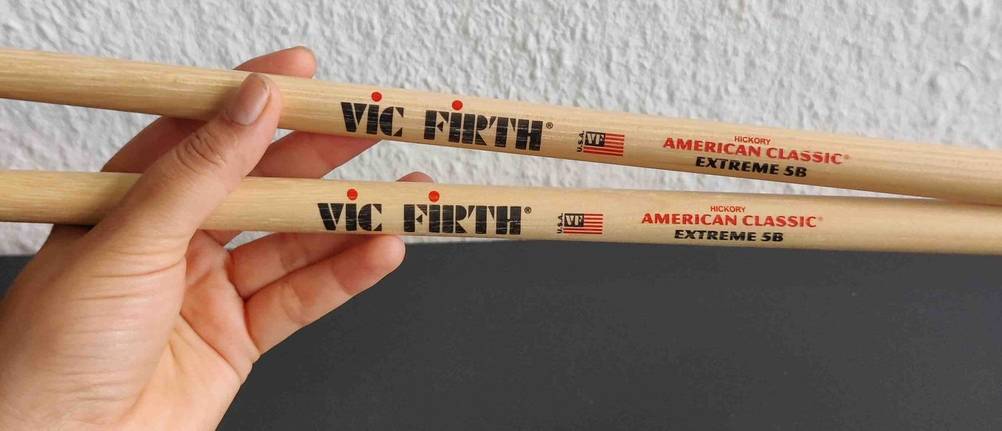 VIC FIRTH®
U.S.A. VF
HICKORY
AMERICAN CLASSIC®
EXTREME 5B
VIC FIRTH®
U.S.A. VF
HICKORY
AMERICAN CLASSIC®
EXTREME 5B